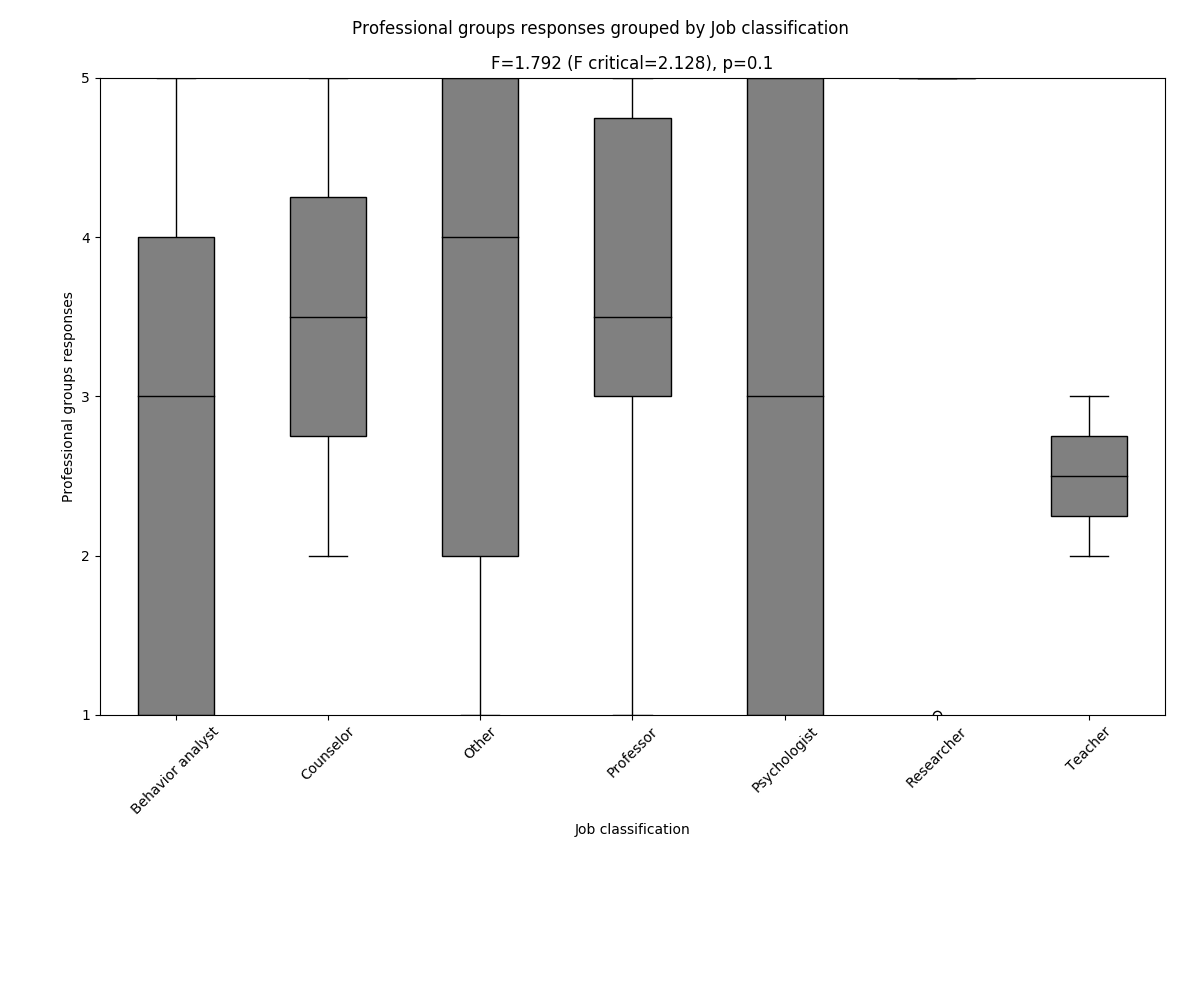 Professional groups responses grouped by Job classification
F=1.792 (F critical=2.128), p=0.1
5
4
3
2
1
Professional groups responses
Behavior analyst
Counselor
Other
Professor
Psychologist
Researcher
Teacher
Job classification